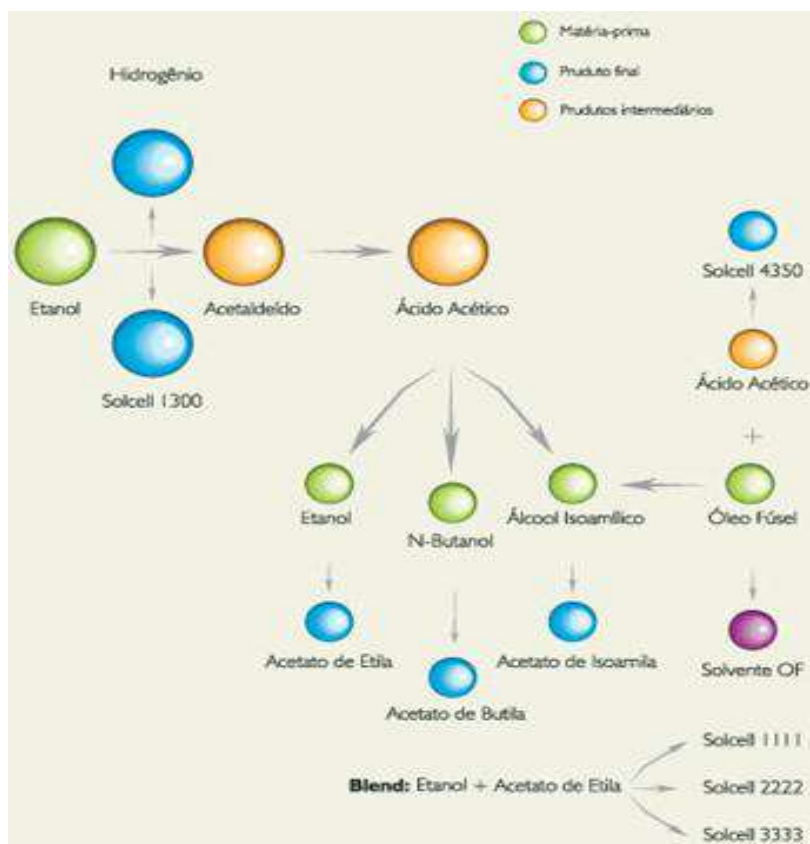 Matéria-prima
Pruduto final
Prudutos intermediários
Hidrogênio
Etanol
Acetaldeído
Ácido Acético
Solcell 1300
Solcell 4350
Ácido Acético
+
Etanol
N-Butanol
Álcool Isoamílico
Óleo Fúsel
Acetato de Etila
Acetato de Butila
Acetato de Isoamila
Solvente OF
Blend: Etanol + Acetato de Etila
Solcell 1111
Solcell 2222
Solcell 3333